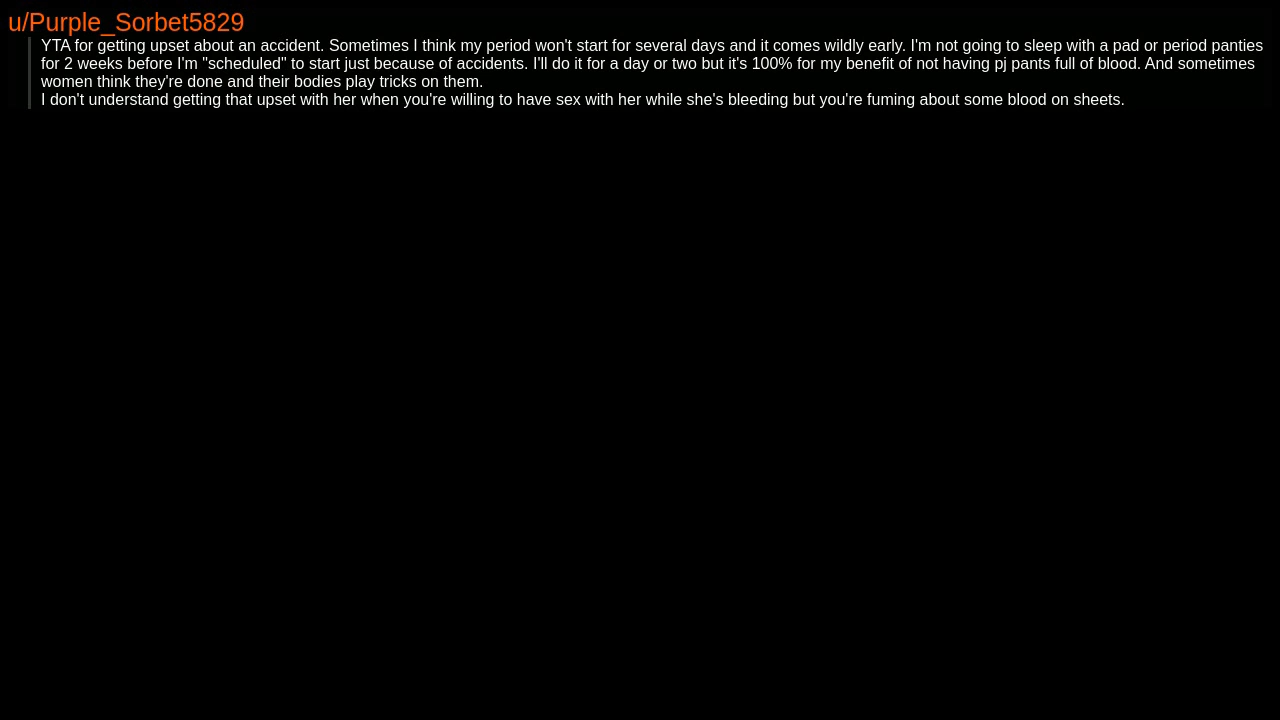 u/Purple_Sorbet5829
YTA for getting upset about an accident. Sometimes I think my period won't start for several days and it comes wildly early. I'm not going to sleep with a pad or period panties
for 2 weeks before I'm "scheduled" to start just because of accidents. I'll do it for a day or two but it's 100% for my benefit of not having pj pants full of blood. And sometimes
women think they're done and their bodies play tricks on them.
I don't understand getting that upset with her when you're willing to have sex with her while she's bleeding but you're fuming about some blood on sheets.